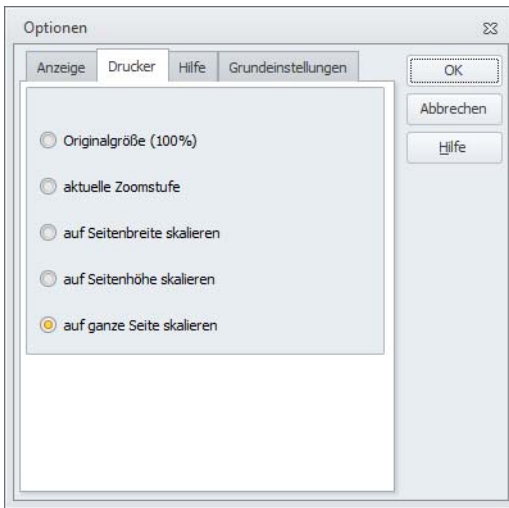 Optionen
Anzeige Drucker Hilfe Grundeinstellungen
OK
Abbrechen
Hilfe
Originalgröße (100%)
aktuelle Zoomstufe
auf Seitenbreite skalieren
auf Seitenhöhe skalieren
auf ganze Seite skalieren